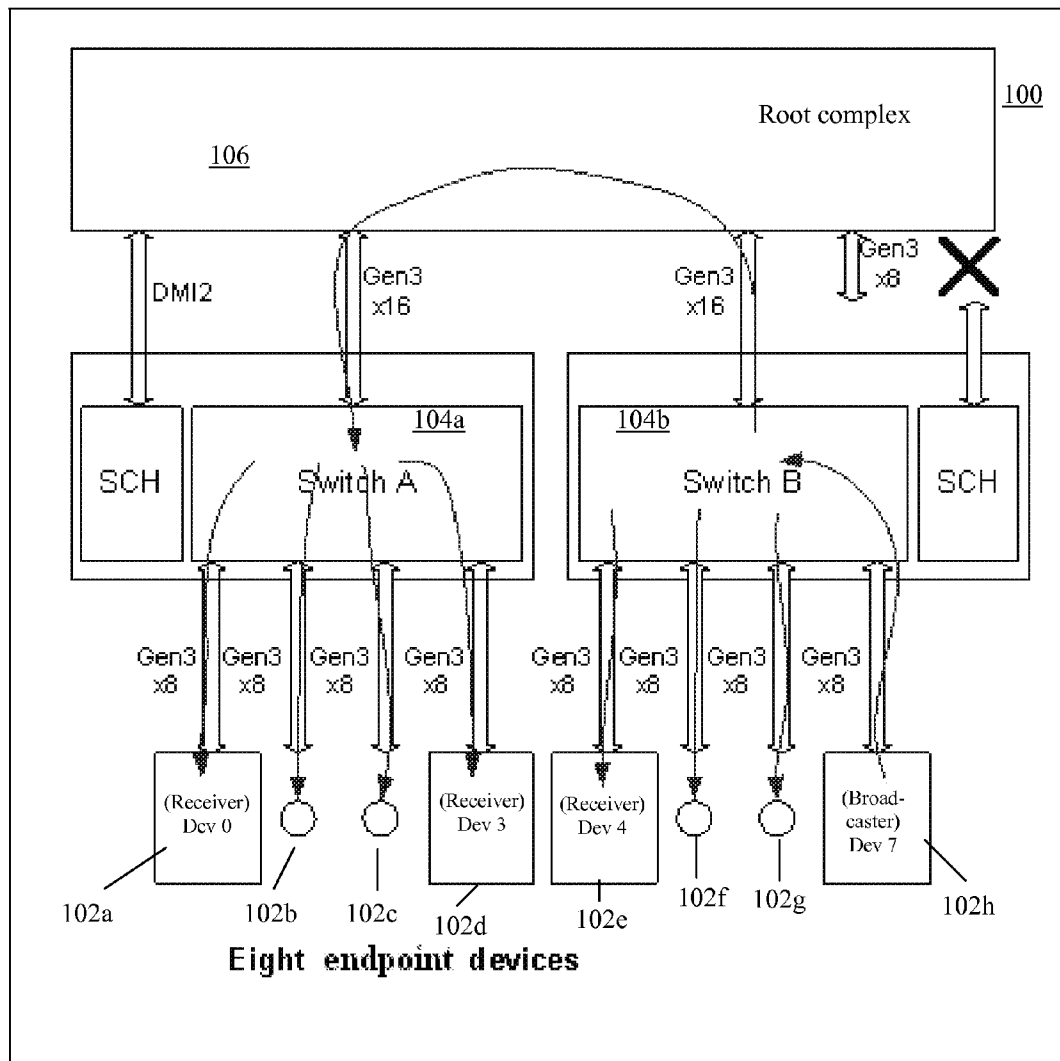 100
Root complex
106
DMI2
Gen3
x16
Gen3
x16
Gen3
x8
104a
104b
SCH
Switch A
Switch B
SCH
Gen3
x8
Gen3
x8
Gen3
x8
Gen3
x8
Gen3
x8
Gen3
x8
Gen3
x8
Gen3
x8
(Receiver)
Dev 0
(Receiver)
Dev 3
(Receiver)
Dev 4
(Broad-
caster)
Dev 7
102a
102b
102c
102d
102e
102f
102g
102h
Eight endpoint devices